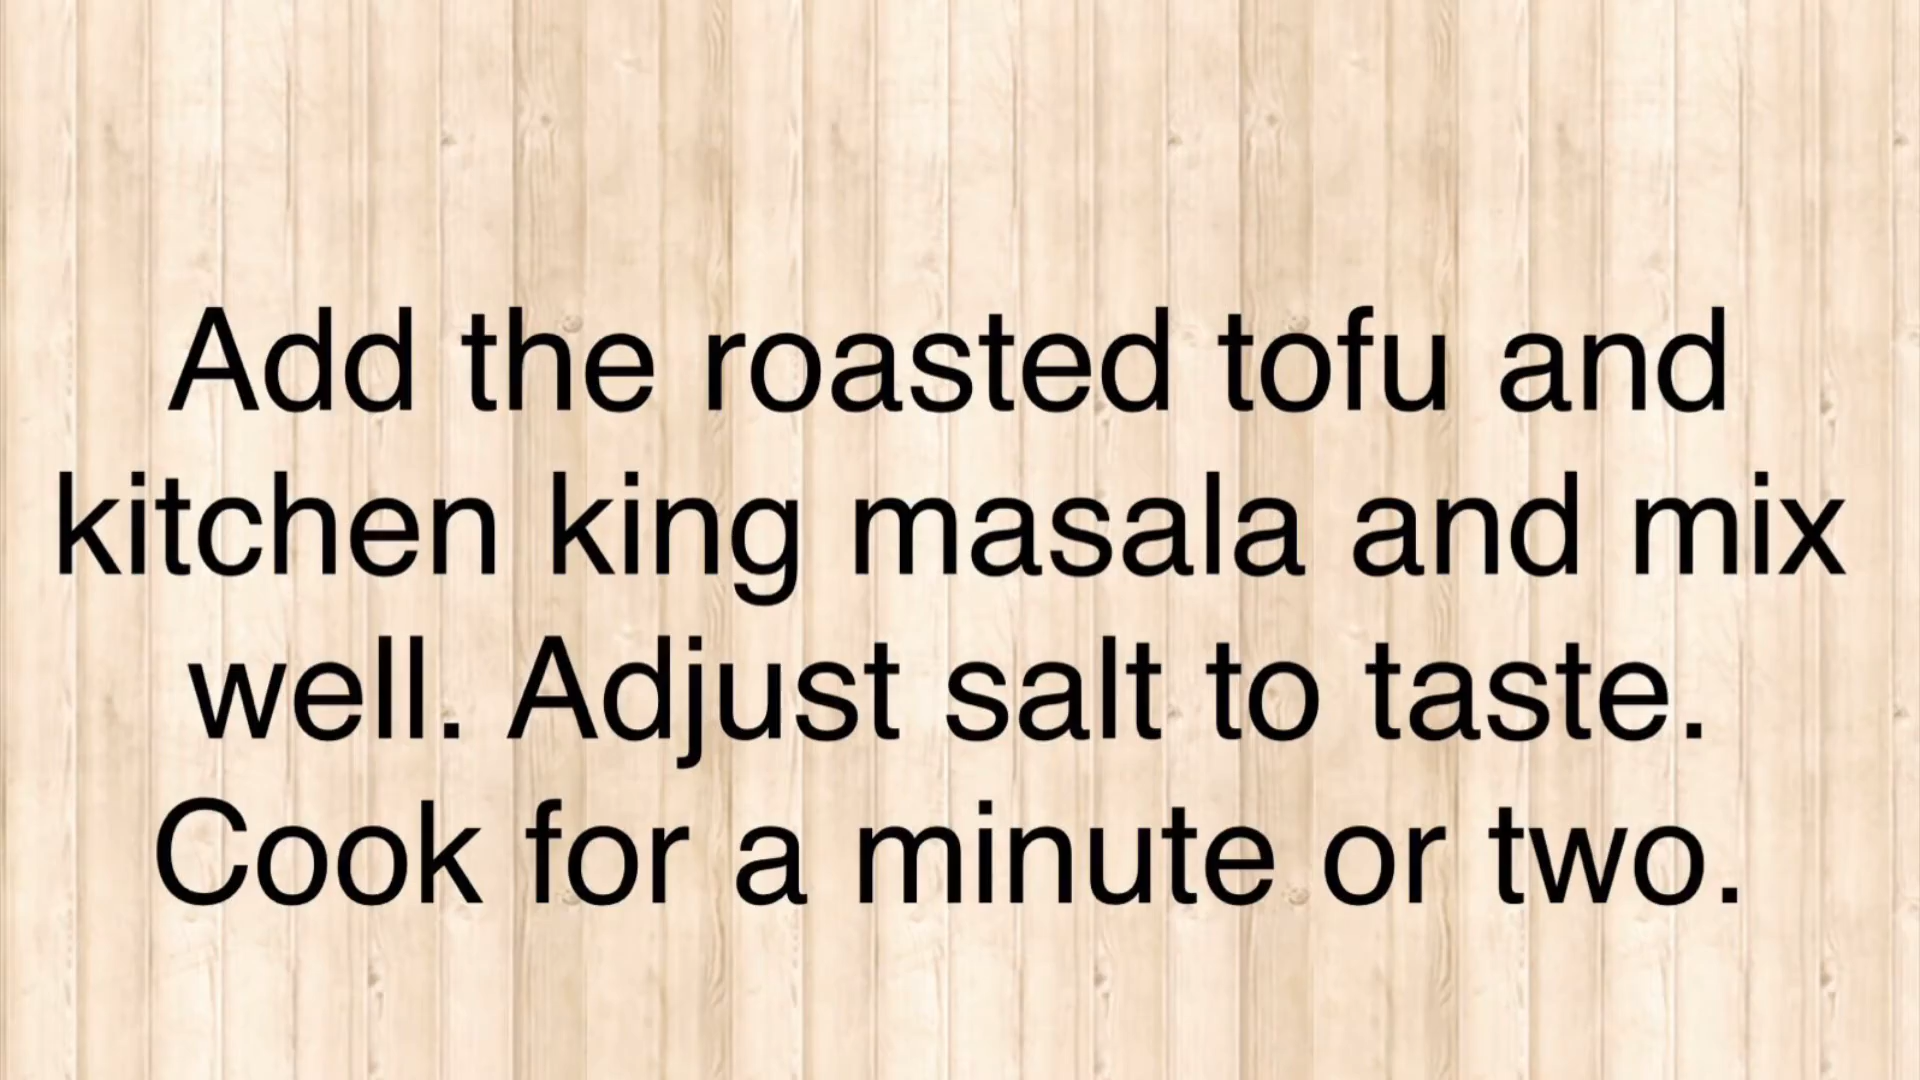 Add the roasted tofu and
kitchen king masala and mix
well. Adjust salt to taste.
Cook for a minute or two.